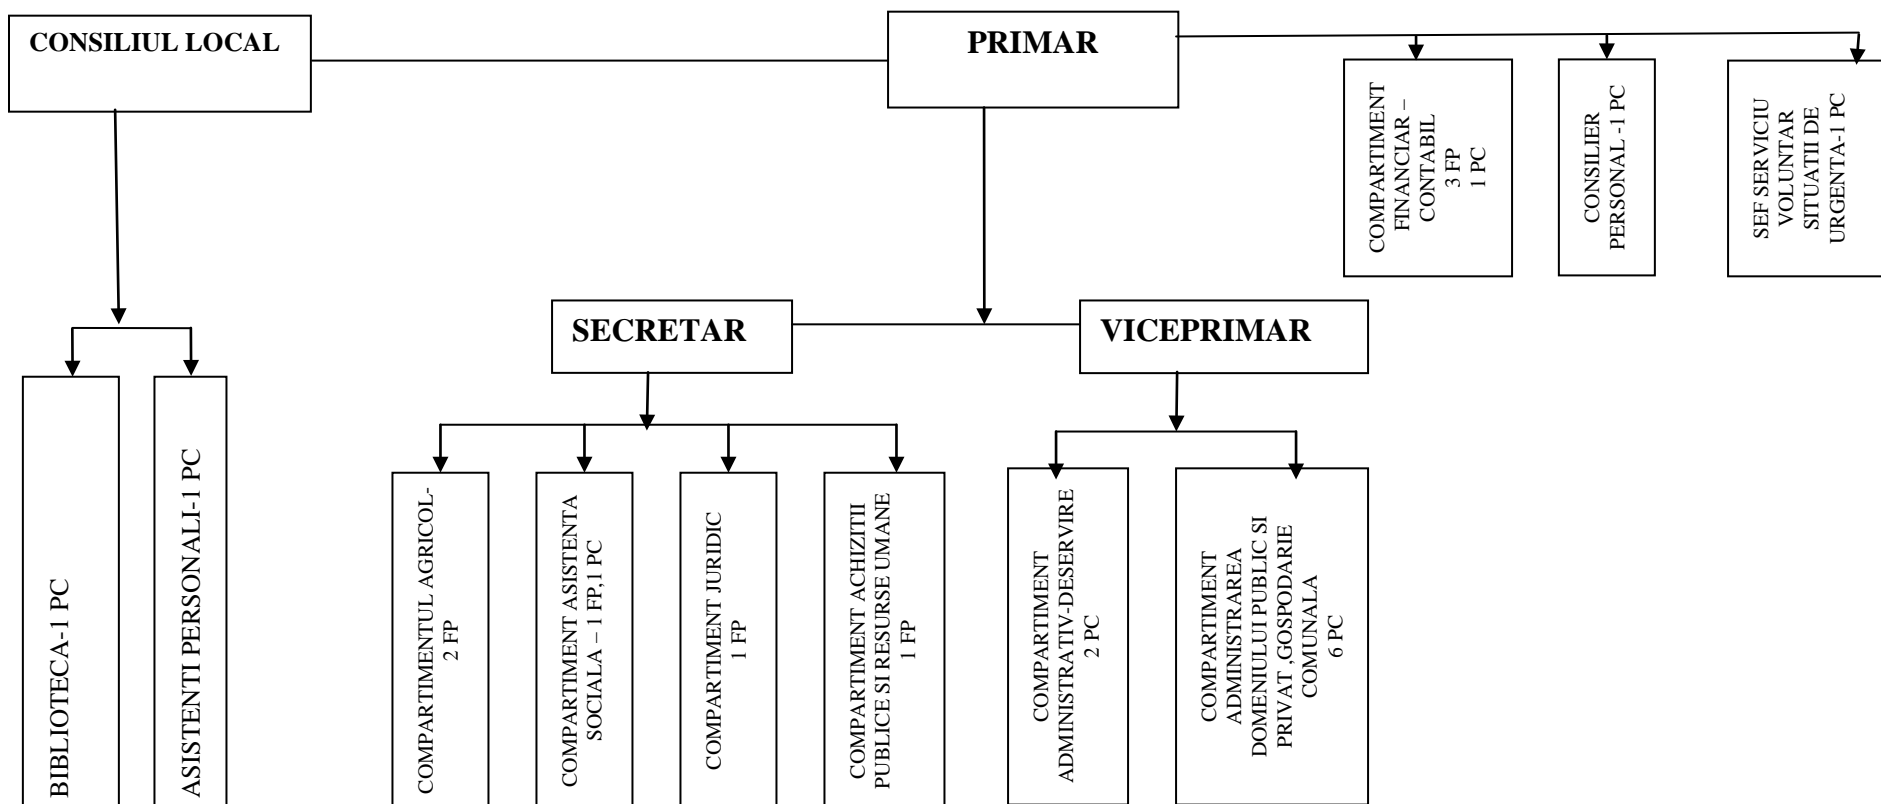 CONSILIUL LOCAL
PRIMAR
COMPARTIMENT
FINANCIAR –
CONTABIL
3 FP
1 PC
CONSILIER
PERSONAL -1 PC
SEF SERVICIU
VOLUNTAR
SITUATII DE
URGENTA-1 PC
SECRETAR
VICEPRIMAR
BIBLIOTECA-1 PC
ASISTENTI PERSONALI-1 PC
COMPARTIMENTUL AGRICOL-
2 FP
COMPARTIMENT ASISTENTA
SOCIALA – 1 FP,1 PC
COMPARTIMENT JURIDIC
1 FP
COMPARTIMENT ACHIZITII
PUBLICE SI RESURSE UMANE
1 FP
COMPARTIMENT
ADMINISTRATIV-DESERVIRE
2 PC
COMPARTIMENT
ADMINISTRAREA
DOMENIULUI PUBLIC SI
PRIVAT ,GOSPODARIE
COMUNALA
6 PC